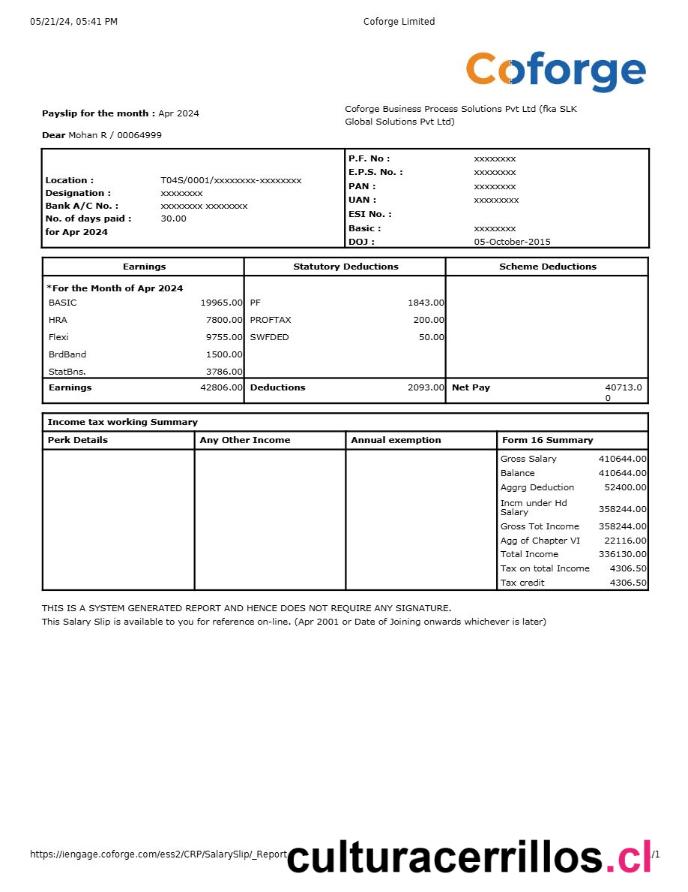 05/21/24, 05:41 PM Coforge Limited
Coforge
Payslip for the month : Apr 2024
Coforge Business Process Solutions Pvt Ltd (fka SLK
Global Solutions Pvt Ltd)
Dear Mohan R / 00064999
Location : T04S/0001/xxxxxxxx-xxxxxxxx
Designation : xxxxxxxx
Bank A/C No. : xxxxxxxx xxxxxxxx
No. of days paid : 30.00
for Apr 2024
P.F. No : xxxxxxxx
E.P.S. No. : xxxxxxxx
PAN : xxxxxxxx
UAN : xxxxxxxxx
ESI No. :
Basic : xxxxxxxx
DOJ : 05-October-2015
Earnings Statutory Deductions Scheme Deductions
*For the Month of Apr 2024
BASIC 19965.00 PF 1843.00
HRA 7800.00 PROFTAX 200.00
Flexi 9755.00 SWFDED 50.00
BrdBand 1500.00
StatBns. 3786.00
Earnings 42806.00 Deductions 2093.00 Net Pay 40713.0
0
Income tax working Summary
Perk Details Any Other Income Annual exemption Form 16 Summary
Gross Salary 410644.00
Balance 410644.00
Aggrg Deduction 52400.00
Incm under Hd
Salary 358244.00
Gross Tot Income 358244.00
Agg of Chapter VI 22116.00
Total Income 336130.00
Tax on total Income 4306.50
Tax credit 4306.50
THIS IS A SYSTEM GENERATED REPORT AND HENCE DOES NOT REQUIRE ANY SIGNATURE.
This Salary Slip is available to you for reference on-line. (Apr 2001 or Date of Joining onwards whichever is later)
https://iengage.coforge.com/ess2/CRP/SalarySlip/_Report
culturacerrillos.cl
/1